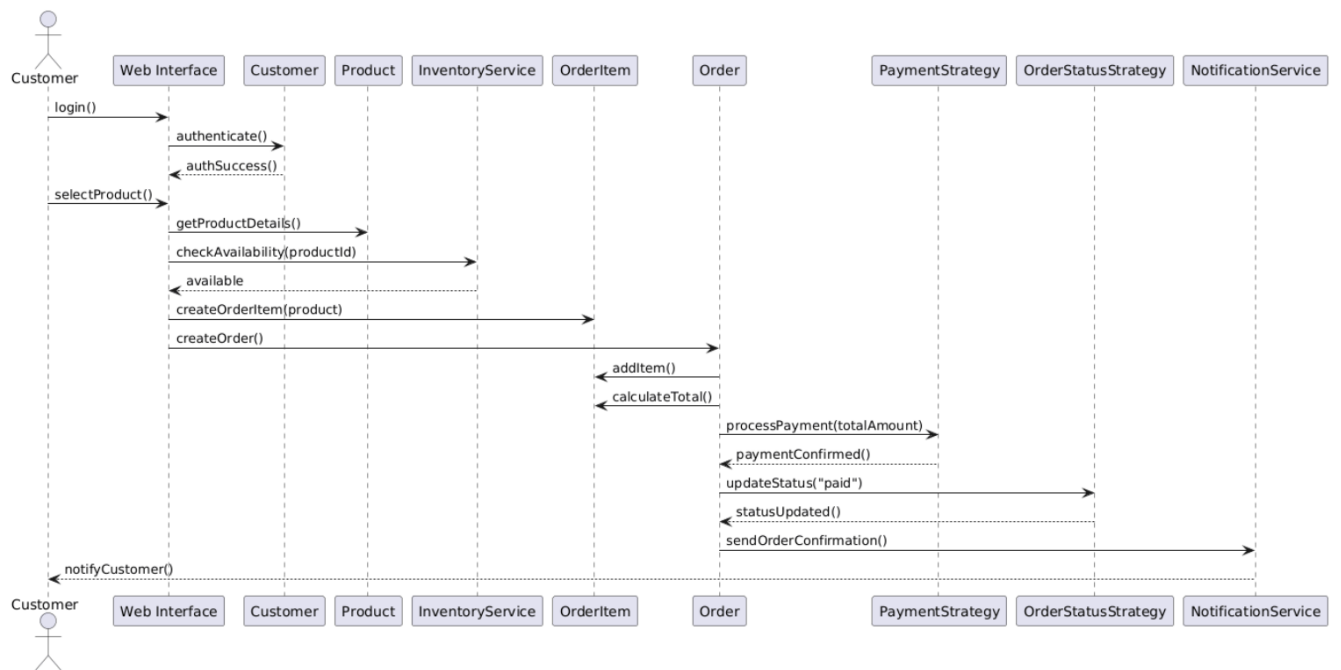 Customer
Web Interface
Customer
Product
InventoryService
OrderItem
Order
PaymentStrategy
OrderStatusStrategy
NotificationService
login()
authenticate()
authSuccess()
selectProduct()
getProductDetails()
checkAvailability(productId)
available
createOrderItem(product)
createOrder()
addItem()
calculateTotal()
processPayment(totalAmount)
paymentConfirmed()
updateStatus("paid")
statusUpdated()
sendOrderConfirmation()
notifyCustomer()
Customer
Web Interface
Customer
Product
InventoryService
OrderItem
Order
PaymentStrategy
OrderStatusStrategy
NotificationService